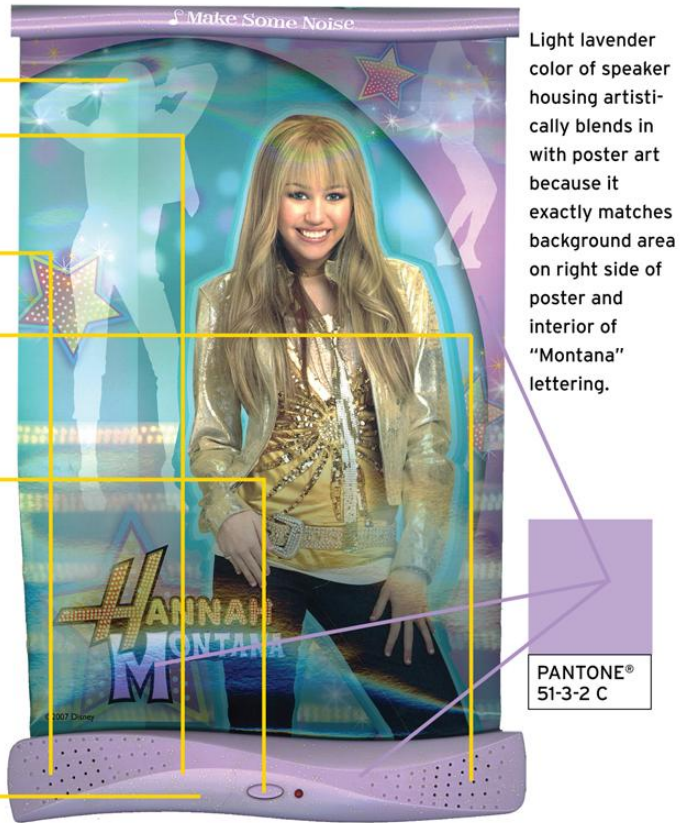 Make Some Noise
Light lavender
color of speaker
housing artisti-
cally blends in
with poster art
because it
exactly matches
background area
on right side of
poster and
interior of
“Montana”
lettering.
HANNAH
MONTANA
PANTONE®
51-3-2 C
©2007 Disney